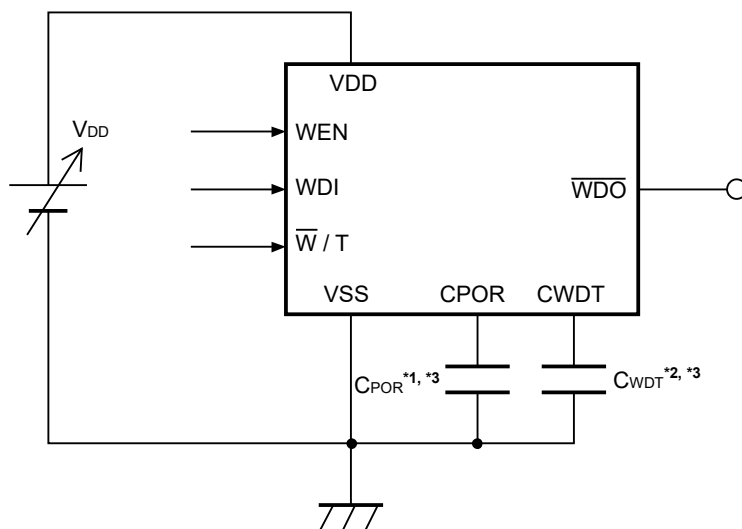 VDD
VDD
WEN
WDI
WDO
W / T
VSS
CPOR
CWDT
CPOR*1, *3
CWDT*2, *3